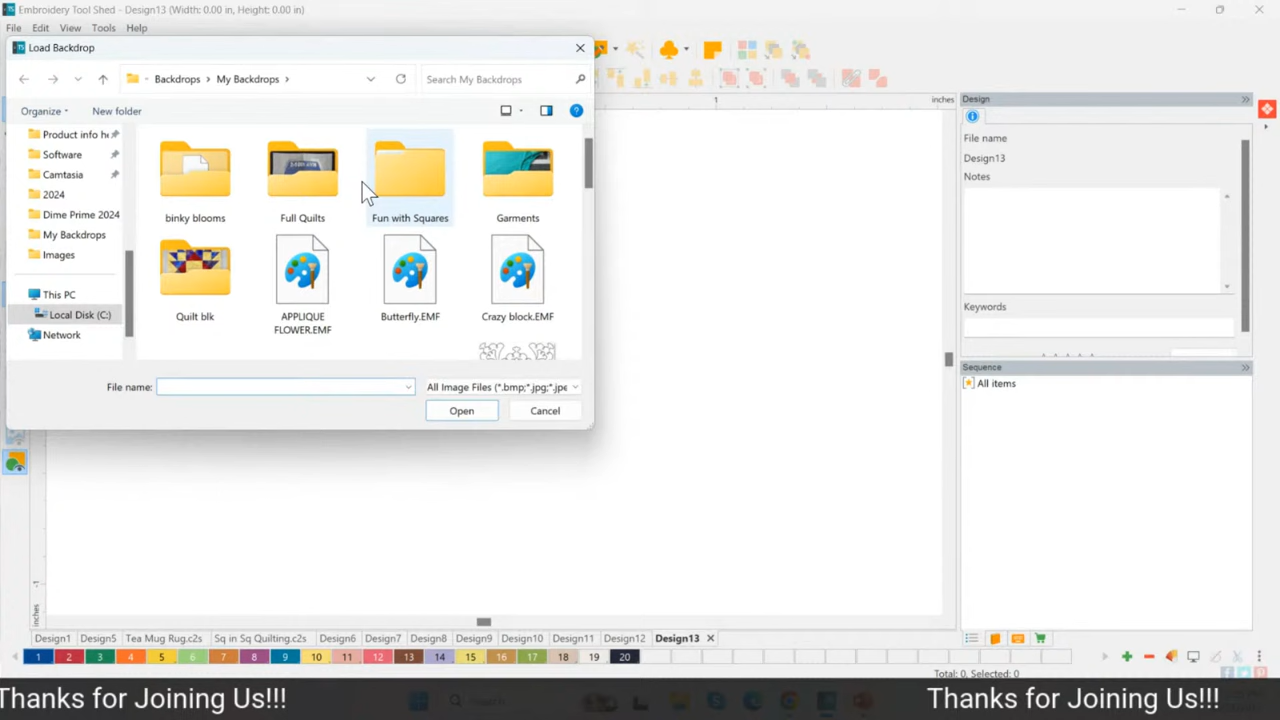 Embroidery Tool Shed - Design13 (Width: 0.00 in, Height: 0.00 in)
File Edit View Tools Help
Load Backdrop
Backdrops > My Backdrops >
Search My Backdrops
Organize
New folder
Product info he
Software
Camtasia
2024
Dime Prime 2024
My Backdrops
Images
This PC
Local Disk (C:)
Network
binky blooms
Full Quilts
Fun with Squares
Garments
Quilt blk
APPLIQUE
FLOWER.EMF
Butterfly.EMF
Crazy block.EMF
File name:
All Image Files (*.bmp;*.jpg;*.jpe
Open
Cancel
1
inches
Design
File name
Design13
Notes
Keywords
Sequence
All items
-1
inches
Design1 Design5 Tea Mug Rug.c2s Sq in Sq Quilting.c2s Design6 Design7 Design8 Design9 Design10 Design11 Design12 Design13
1 2 3 4 5 6 7 8 9 10 11 12 13 14 15 16 17 18 19 20
Total: 0, Selected: 0
Search
Thanks for Joining Us!!!
Thanks for Joining Us!!!